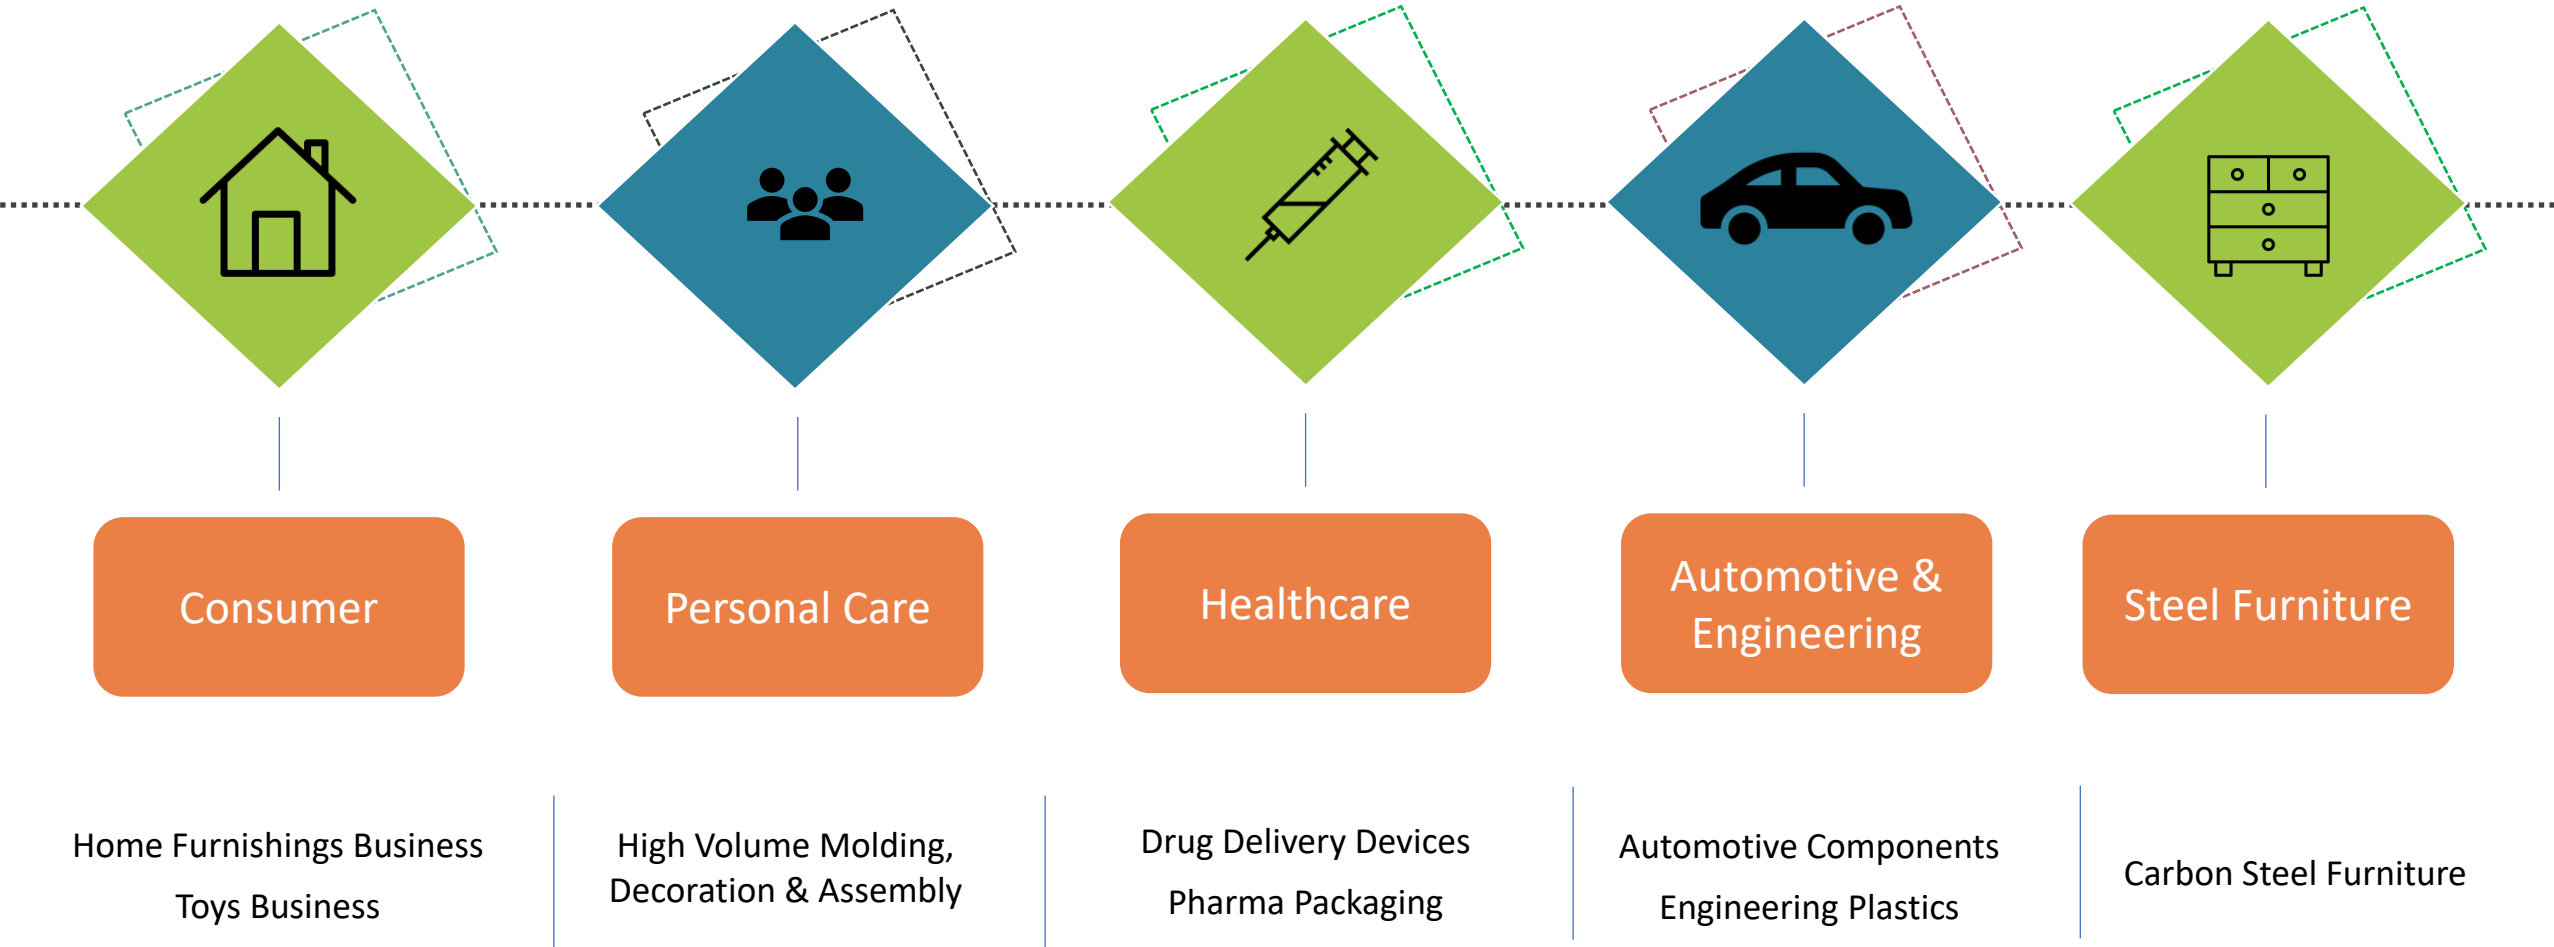 Consumer
Personal Care
Healthcare
Automotive &
Engineering
Steel Furniture
Home Furnishings Business
Toys Business
High Volume Molding,
Decoration & Assembly
Drug Delivery Devices
Pharma Packaging
Automotive Components
Engineering Plastics
Carbon Steel Furniture